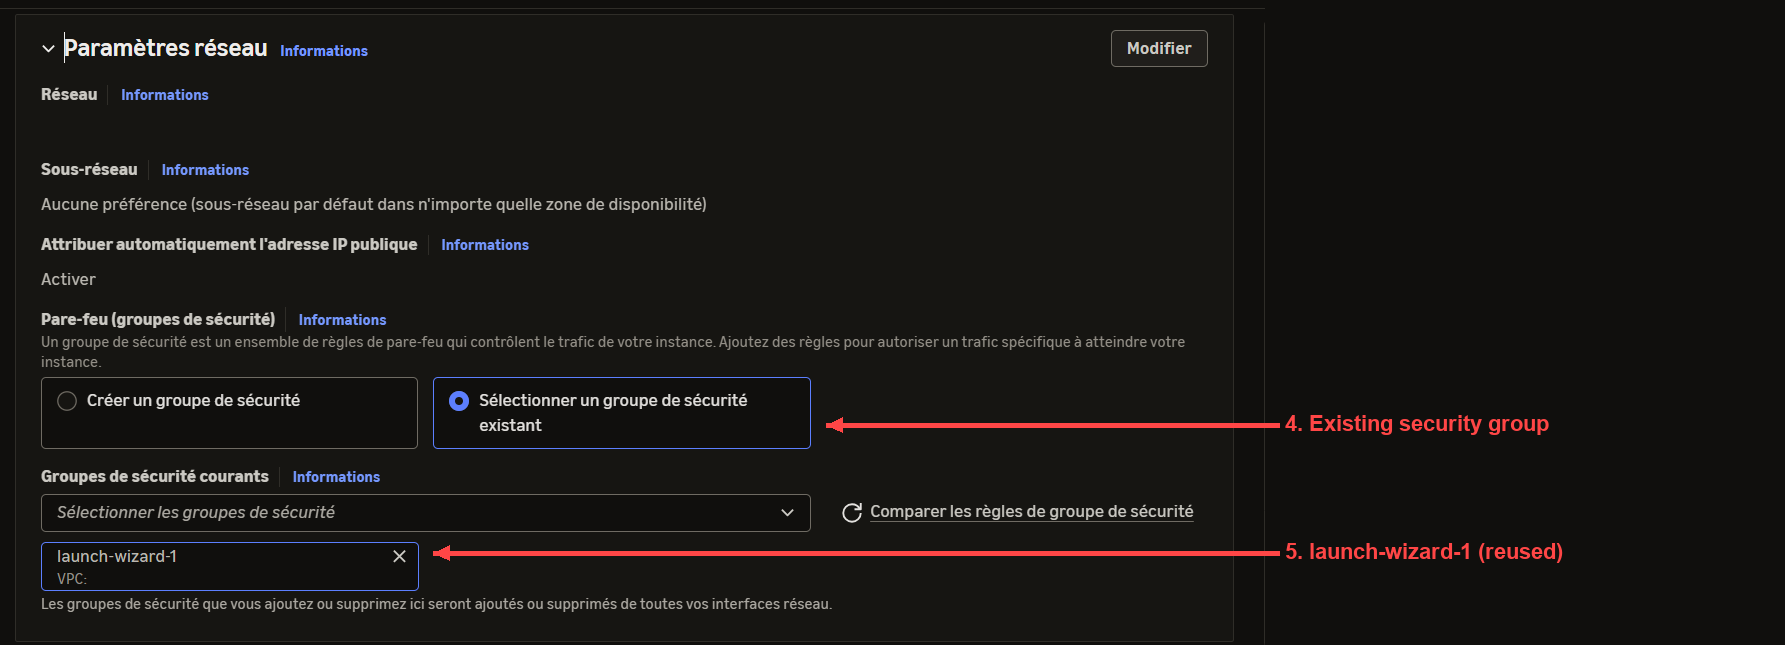 Paramètres réseau Informations
Modifier
Réseau Informations
Sous-réseau Informations
Aucune préférence (sous-réseau par défaut dans n'importe quelle zone de disponibilité)
Attribuer automatiquement l'adresse IP publique Informations
Activer
Pare-feu (groupes de sécurité) Informations
Un groupe de sécurité est un ensemble de règles de pare-feu qui contrôlent le trafic de votre instance. Ajoutez des règles pour autoriser un trafic spécifique à atteindre votre
instance.
Créer un groupe de sécurité
Sélectionner un groupe de sécurité
existant
4. Existing security group
Groupes de sécurité courants Informations
Sélectionner les groupes de sécurité
Comparer les règles de groupe de sécurité
launch-wizard-1
VPC:
5. launch-wizard-1 (reused)
Les groupes de sécurité que vous ajoutez ou supprimez ici seront ajoutés ou supprimés de toutes vos interfaces réseau.